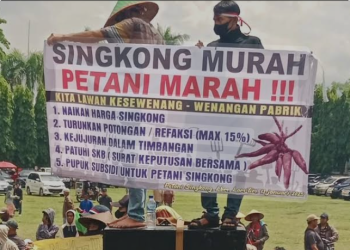 SINGKONG MURAH
PETANI MARAH !!!
KITA LAWAN KESEWENANG - WENANGAN PABRIK
1. NAIKAN HARGA SINGKONG
2. TURUNKAN POTONGAN / REFAKSI (MAX 15%)
3. KEJUJURAN DALAM TIMBANGAN
4. PATUHI SKB (SURAT KEPUTUSAN BERSAMA)
5. PUPUK SUBSIDI UNTUK PETANI SINGKONG